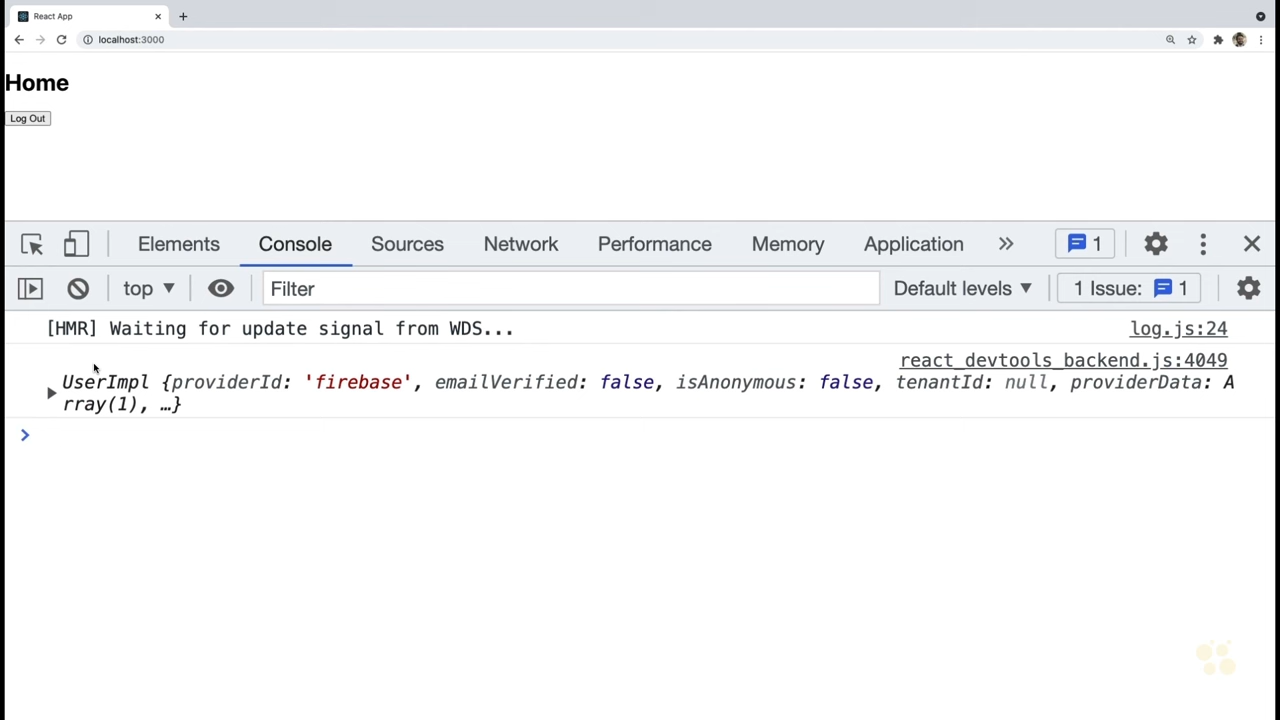 React App
localhost:3000
Home
Log Out
Elements Console Sources Network Performance Memory Application 1
top Filter Default levels 1 Issue: 1
[HMR] Waiting for update signal from WDS... log.js:24
react_devtools_backend.js:4049
UserImpl {providerId: 'firebase', emailVerified: false, isAnonymous: false, tenantId: null, providerData: A
rray(1), …}